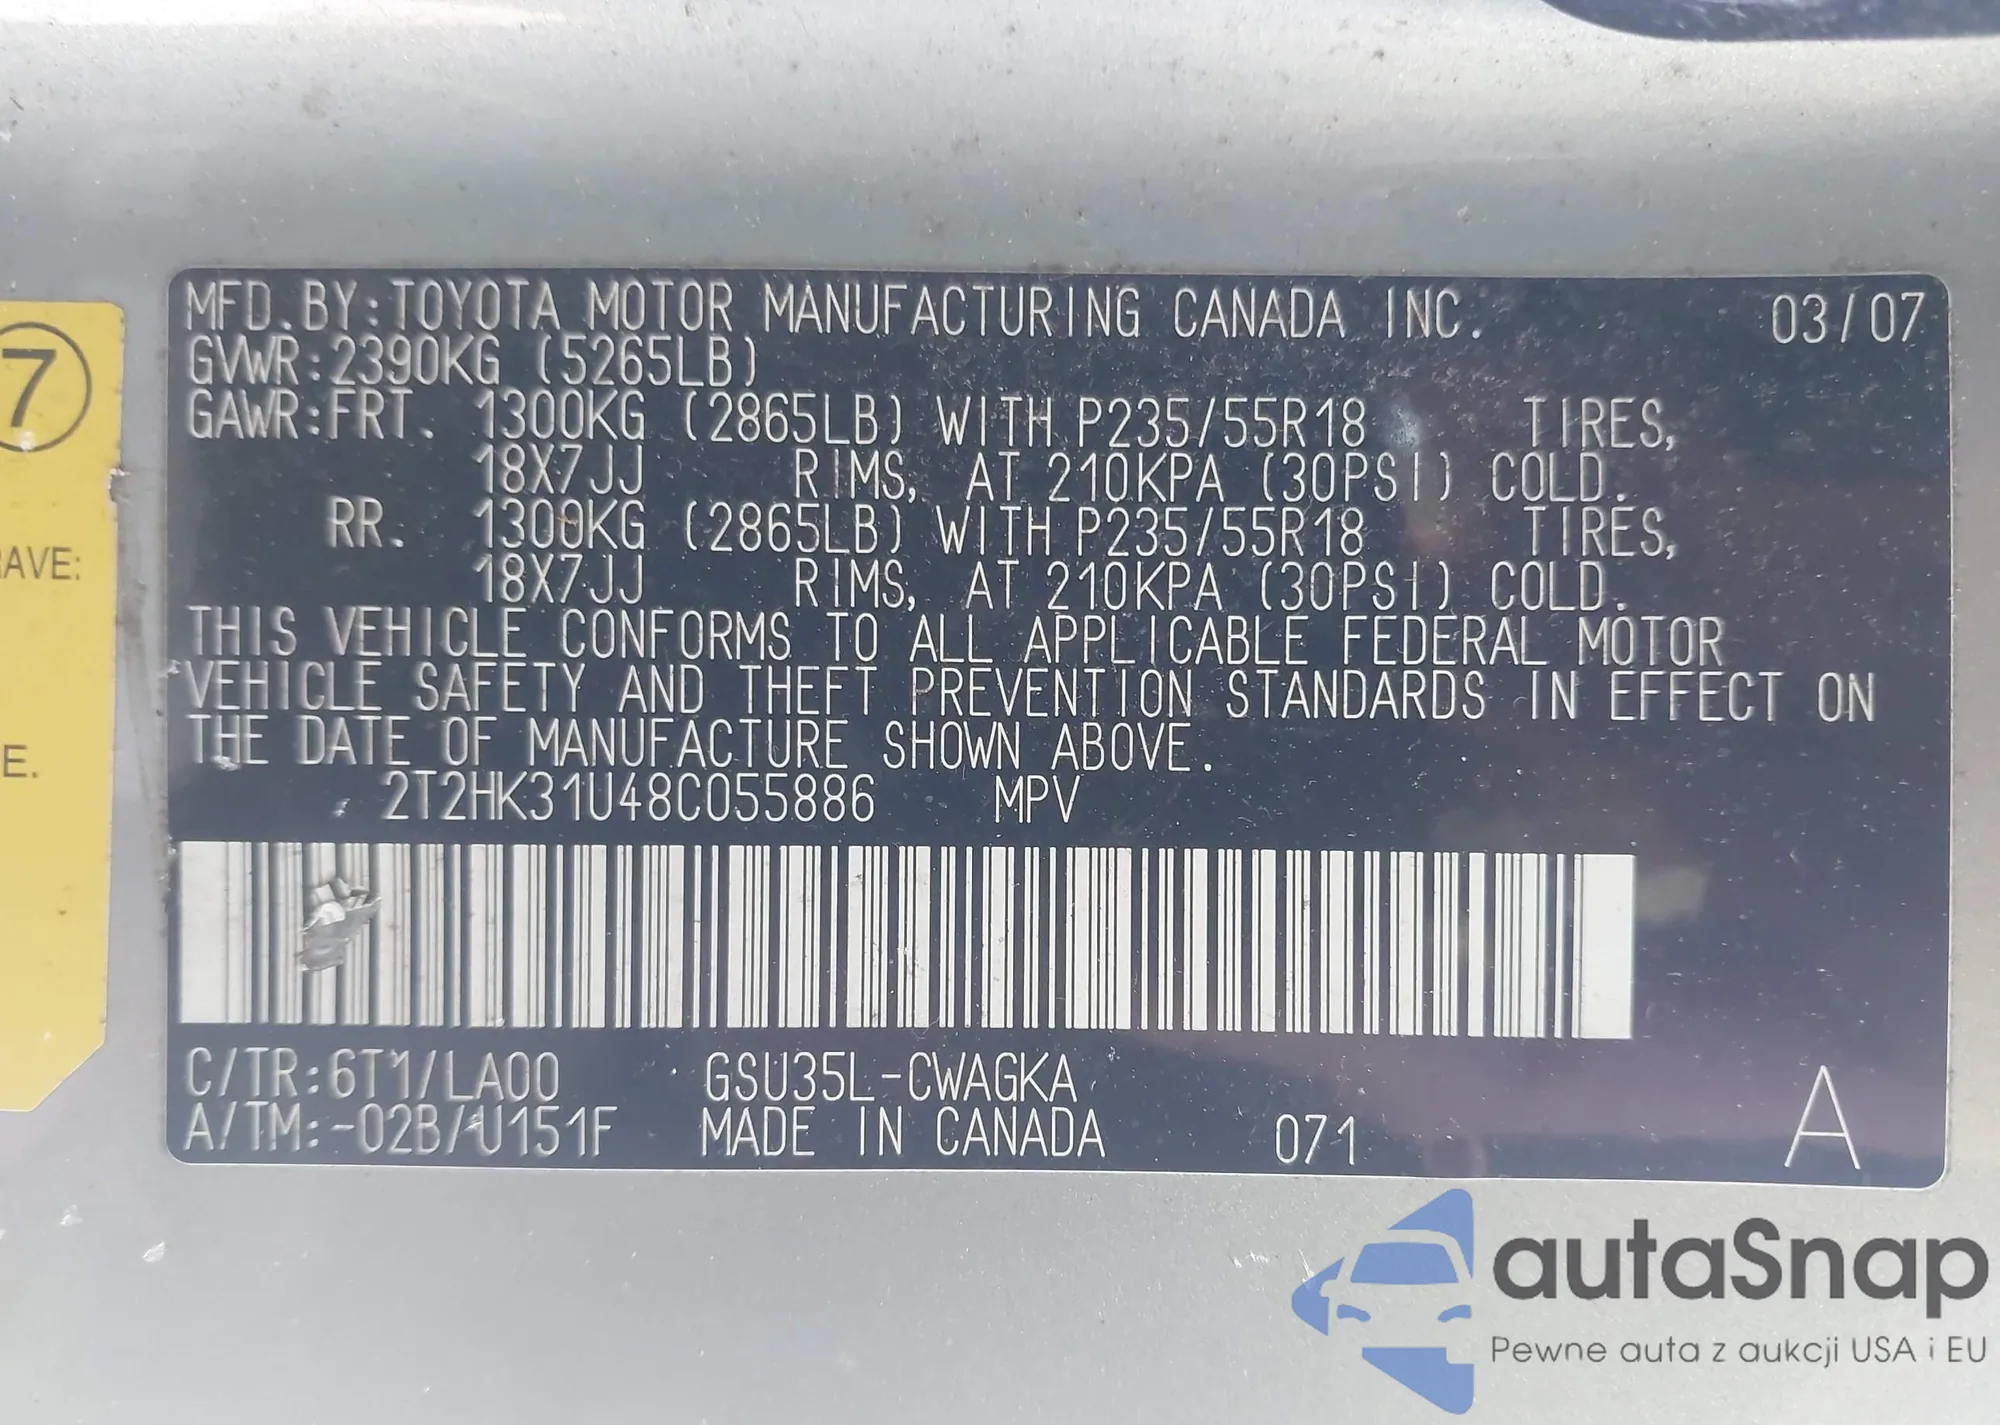 MFD. BY: TOYOTA MOTOR MANUFACTURING CANADA INC. 03/07
GVWR: 2390KG (5265LB)
GAWR: FRT. 1300KG (2865LB) WITH P235/55R18 TIRES,
18X7JJ RIMS, AT 210KPA (30PSI) COLD.
RR. 1300KG (2865LB) WITH P235/55R18 TIRES,
18X7JJ RIMS, AT 210KPA (30PSI) COLD.
THIS VEHICLE CONFORMS TO ALL APPLICABLE FEDERAL MOTOR
VEHICLE SAFETY AND THEFT PREVENTION STANDARDS IN EFFECT ON
THE DATE OF MANUFACTURE SHOWN ABOVE.
2T2HK31U48C055886 MPV
C/TR: 6T1/LA00 GSU35L-CWAGKA
A/TM: -02B/U151F MADE IN CANADA 071 A
7
RAVE:
E.
autaSnap
Pewne auta z aukcji USA i EU